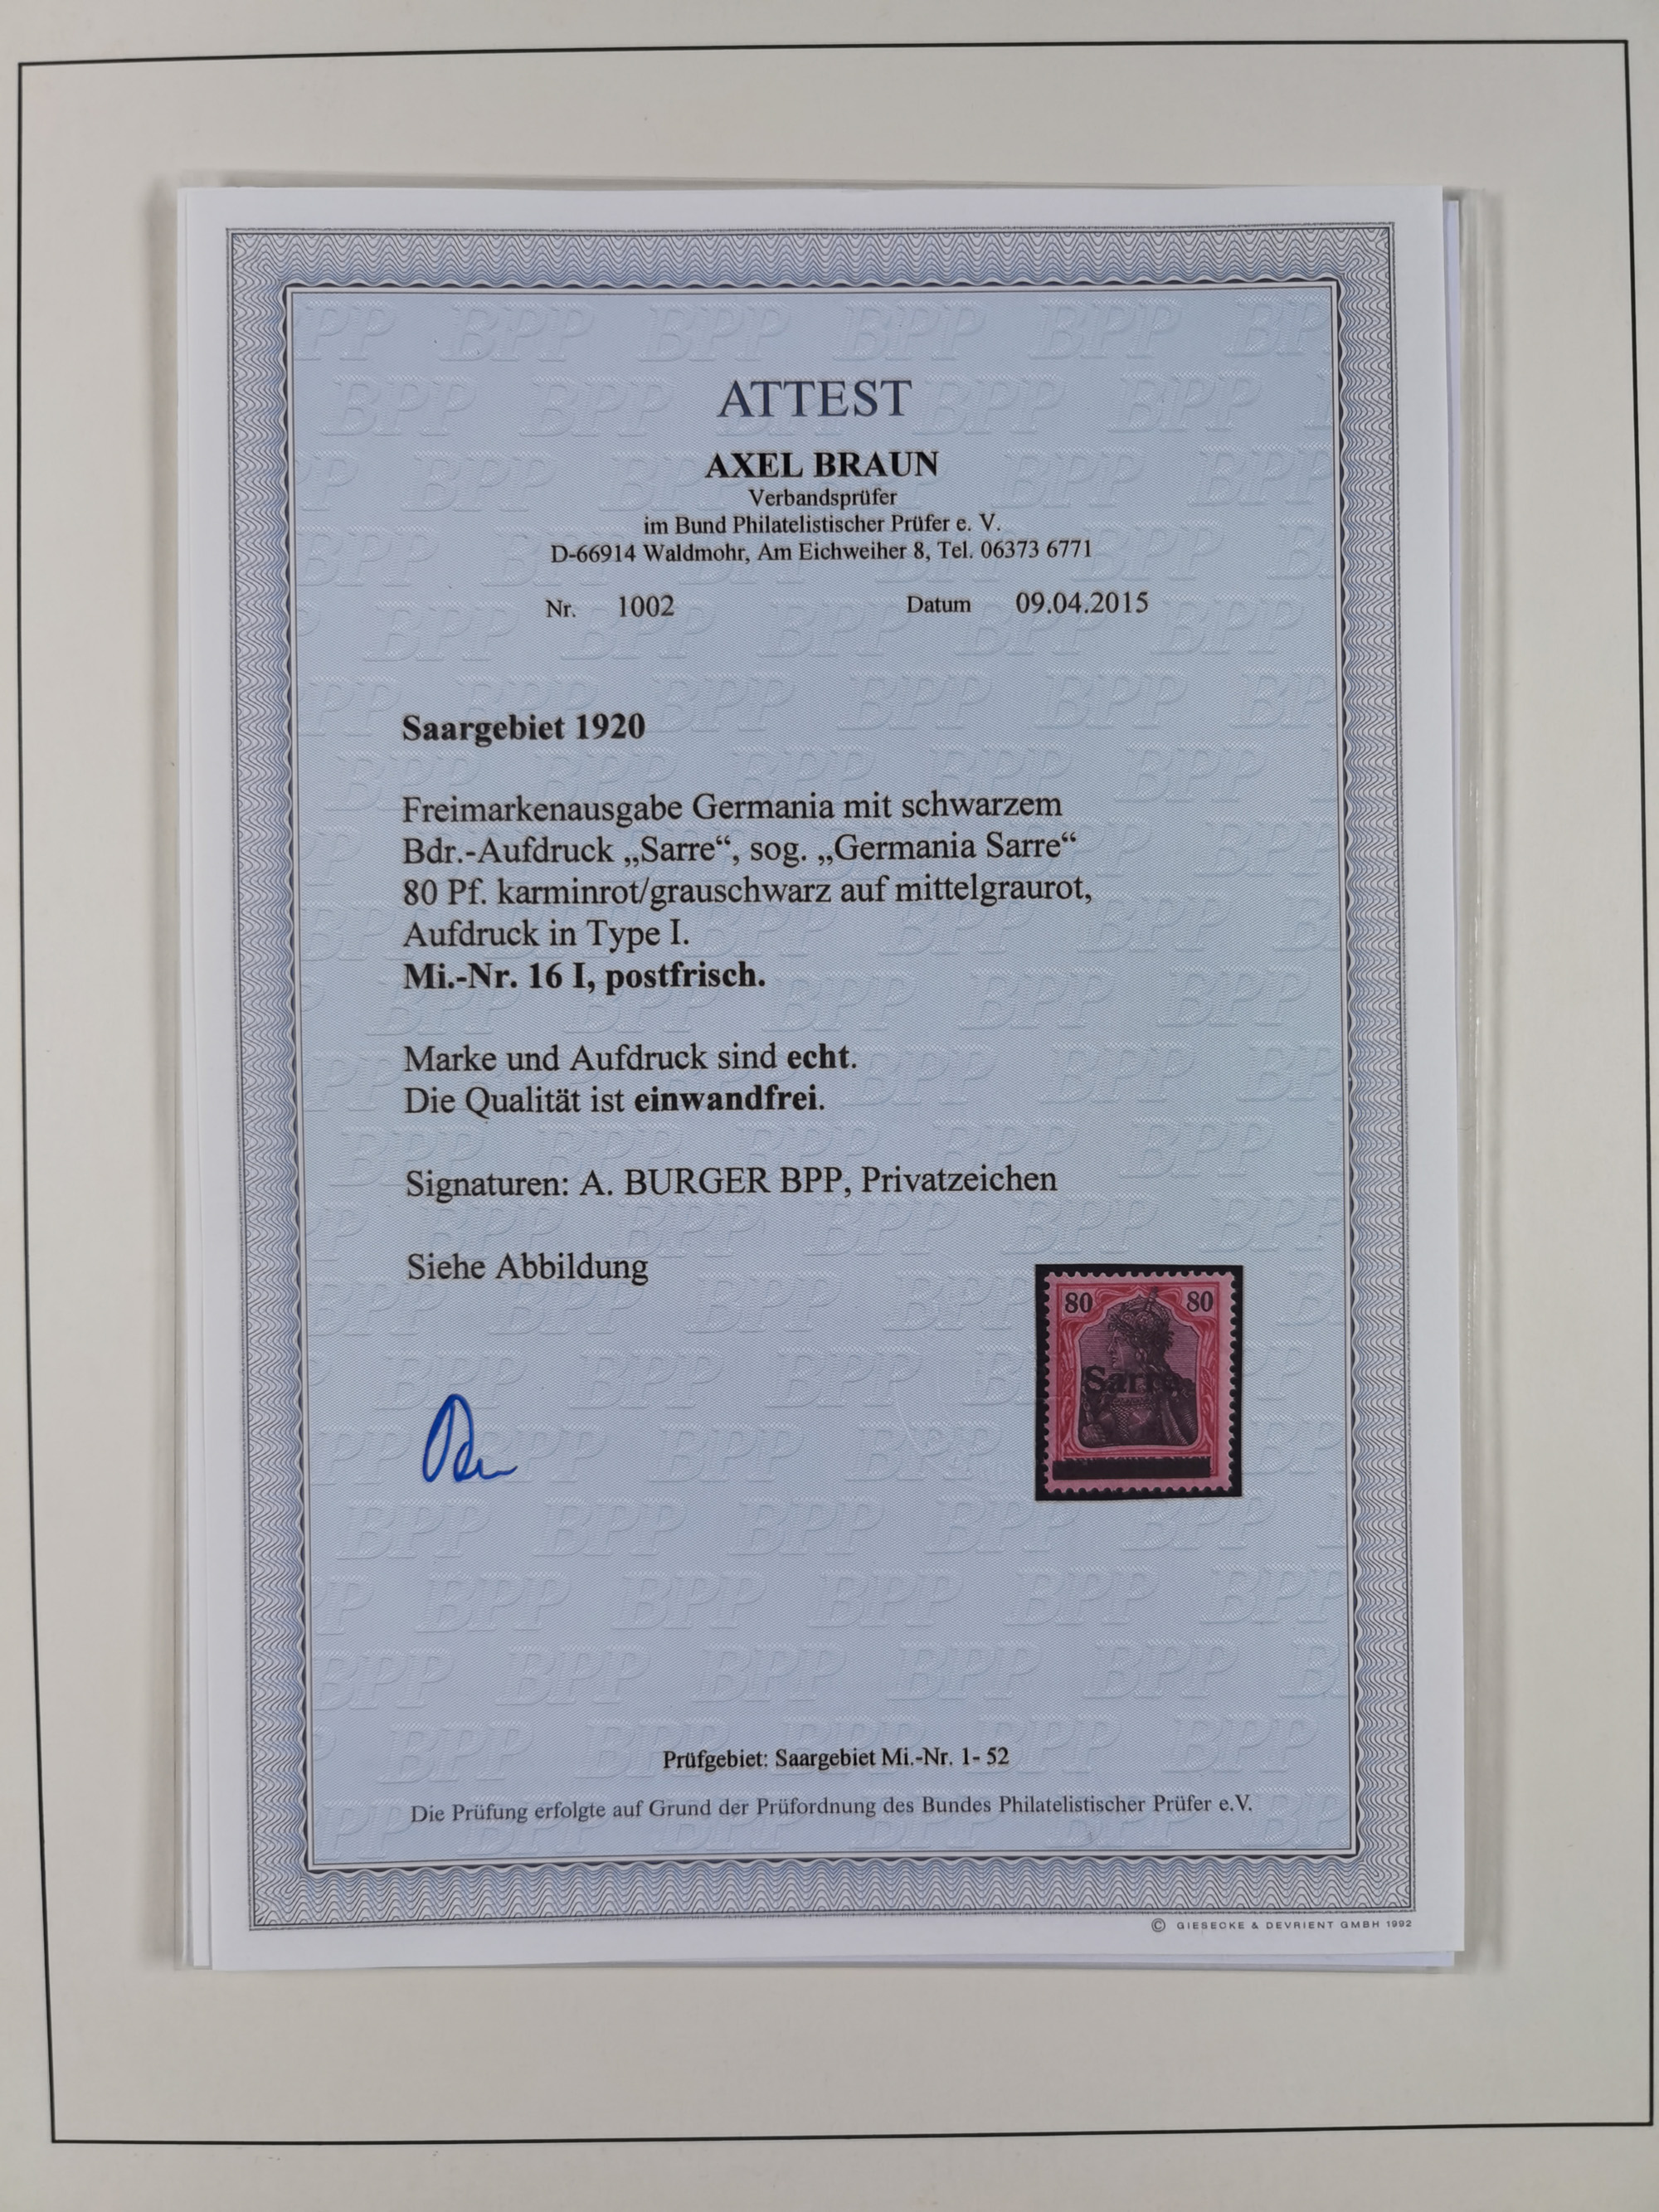 ATTEST
AXEL BRAUN
Verbandsprüfer
im Bund Philatelistischer Prüfer e. V.
D-66914 Waldmohr, Am Eichweiher 8, Tel. 06373 6771
Nr. 1002 Datum 09.04.2015
Saargebiet 1920
Freimarkenausgabe Germania mit schwarzem
Bdr.-Aufdruck „Sarre“, sog. „Germania Sarre“
80 Pf. karminrot/grauschwarz auf mittelgraurot,
Aufdruck in Type I.
Mi.-Nr. 16 I, postfrisch.
Marke und Aufdruck sind echt.
Die Qualität ist einwandfrei.
Signaturen: A. BURGER BPP, Privatzeichen
Siehe Abbildung
80 80
Sarre
Prüfgebiet: Saargebiet Mi.-Nr. 1- 52
Die Prüfung erfolgte auf Grund der Prüfordnung des Bundes Philatelistischer Prüfer e.V.
© GIESECKE & DEVRIENT GMBH 1992